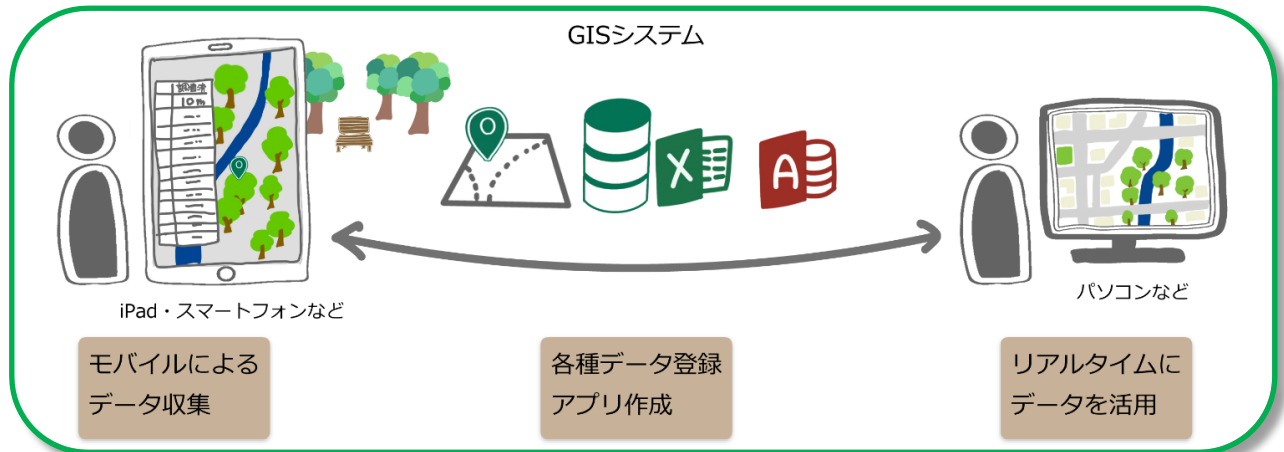 GISシステム
10m
X
A
iPad・スマートフォンなど
パソコンなど
モバイルによる
データ収集
各種データ登録
アプリ作成
リアルタイムに
データを活用